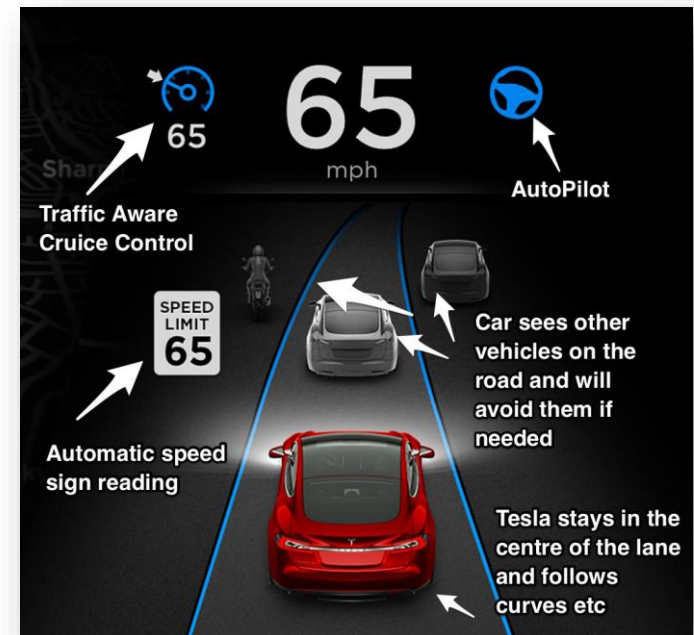 65
65
mph
Shar
Traffic Aware
Cruice Control
AutoPilot
SPEED
LIMIT
65
Car sees other
vehicles on the
road and will
avoid them if
needed
Automatic speed
sign reading
Tesla stays in the
centre of the lane
and follows
curves etc